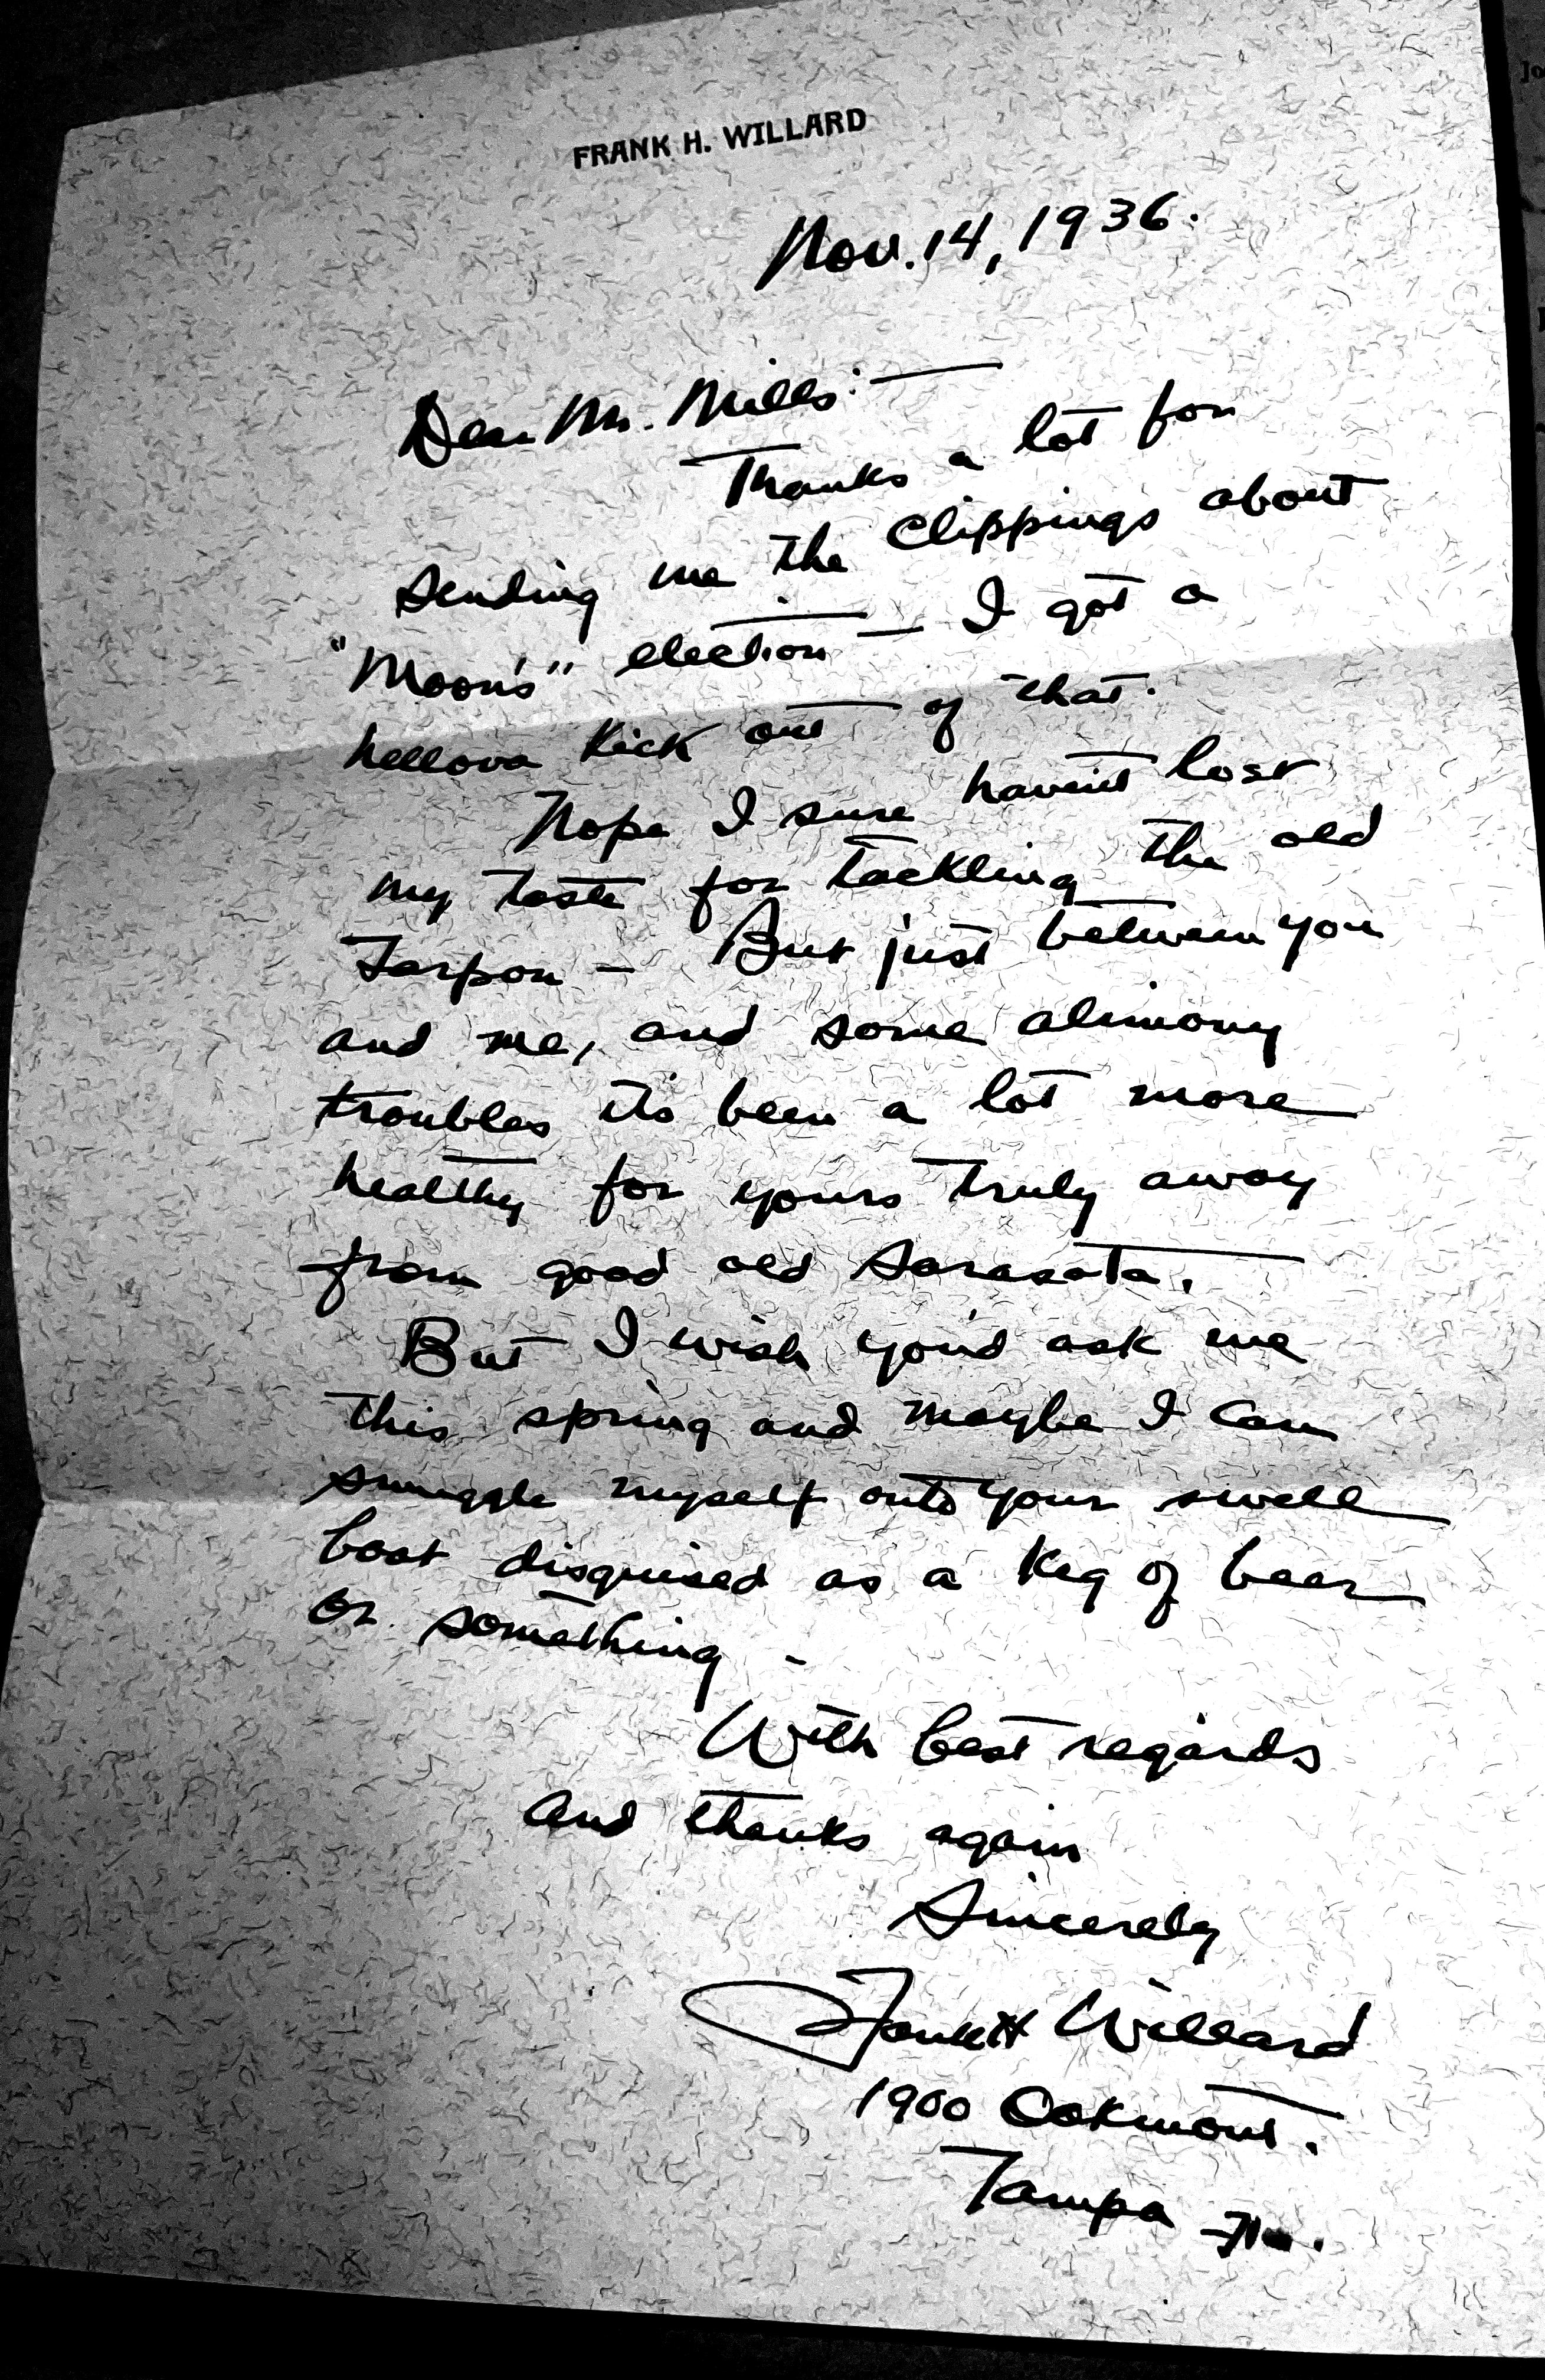 FRANK H. WILLARD
Nov. 14, 1936.
Dear Mr. Mills:—
Thanks a lot for
sending me the clippings about
"Moon's" election — I got a
hellova kick out of that.
Nope I sure haven't lost
my taste for tackling the old
Tarpon — But just between you
and me, and some alimony
troubles it's been a lot more
healthy for yours truly away
from good old Sarasota.
But I wish you'd ask me
this spring and maybe I can
smuggle myself onto your swell
boat disguised as a keg of beer
or something —
With best regards
and thanks again
Sincerely
Frank H Willard
1900 Oakmont.
Tampa Fla.